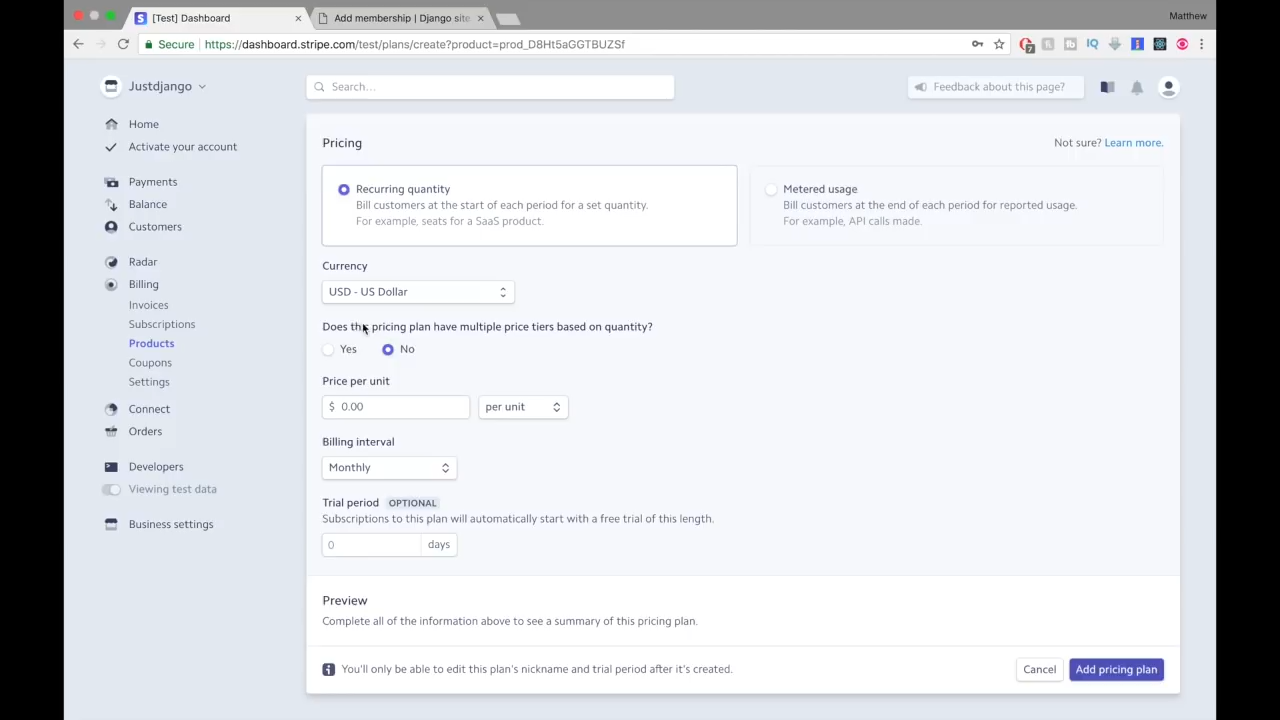 [Test] Dashboard
Add membership | Django site
Matthew
Secure
https://dashboard.stripe.com/test/plans/create?product=prod_D8Ht5aGGTBUZSf
7
IQ
Justdjango
Search...
Feedback about this page?
Home
Activate your account
Payments
Balance
Customers
Radar
Billing
Invoices
Subscriptions
Products
Coupons
Settings
Connect
Orders
Developers
Viewing test data
Business settings
Pricing
Not sure? Learn more.
Recurring quantity
Bill customers at the start of each period for a set quantity.
For example, seats for a SaaS product.
Metered usage
Bill customers at the end of each period for reported usage.
For example, API calls made.
Currency
USD - US Dollar
Does this pricing plan have multiple price tiers based on quantity?
Yes
No
Price per unit
$ 0.00
per unit
Billing interval
Monthly
Trial period OPTIONAL
Subscriptions to this plan will automatically start with a free trial of this length.
0
days
Preview
Complete all of the information above to see a summary of this pricing plan.
You'll only be able to edit this plan's nickname and trial period after it's created.
Cancel
Add pricing plan